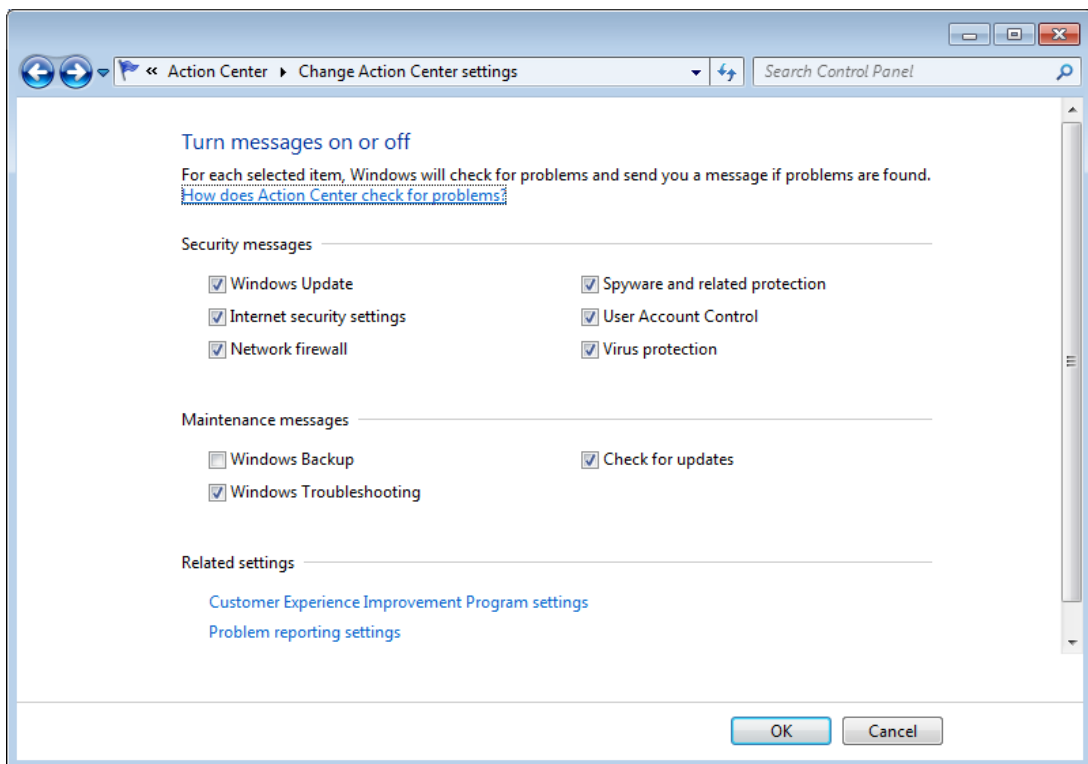 « Action Center ▸ Change Action Center settings
Search Control Panel
Turn messages on or off
For each selected item, Windows will check for problems and send you a message if problems are found.
How does Action Center check for problems?
Security messages
Windows Update
Spyware and related protection
Internet security settings
User Account Control
Network firewall
Virus protection
Maintenance messages
Windows Backup
Check for updates
Windows Troubleshooting
Related settings
Customer Experience Improvement Program settings
Problem reporting settings
OK
Cancel